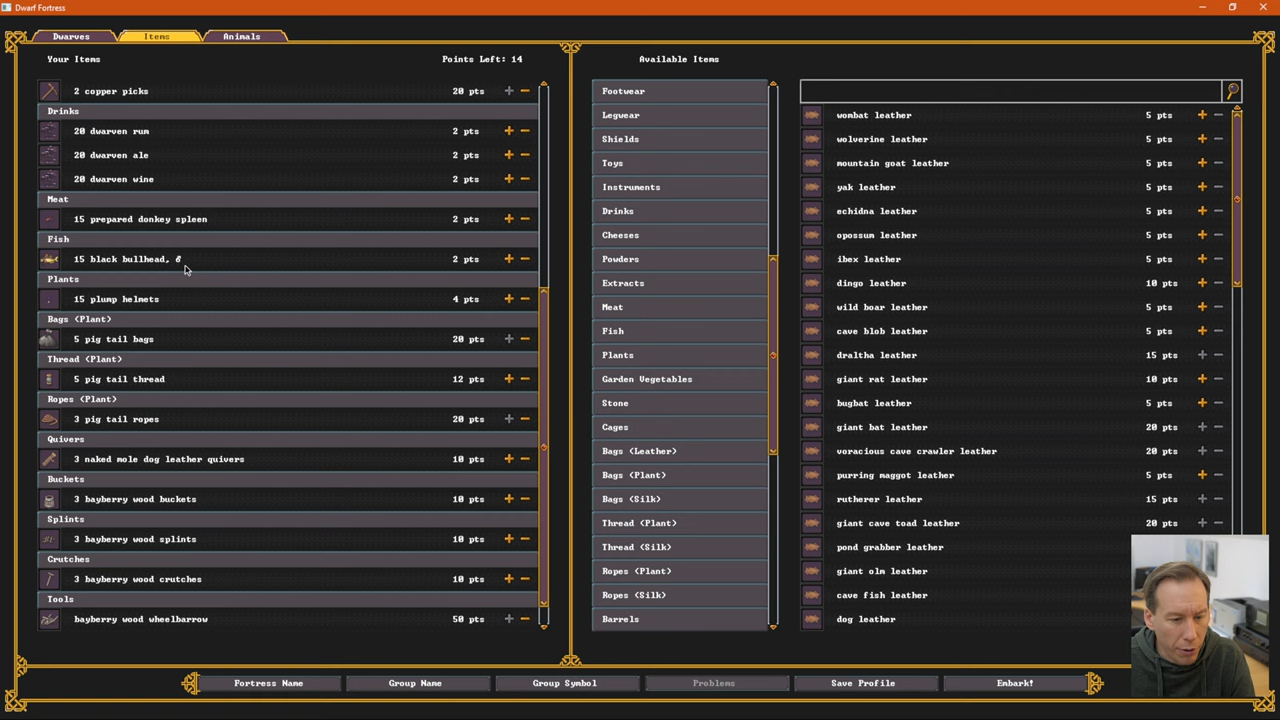 Dwarf Fortress
Dwarves
Items
Animals
Your Items
Points Left: 14
2 copper picks 20 pts
Drinks
20 dwarven rum 2 pts
20 dwarven ale 2 pts
20 dwarven wine 2 pts
Meat
15 prepared donkey spleen 2 pts
Fish
15 black bullhead, ♂ 2 pts
Plants
15 plump helmets 4 pts
Bags (Plant)
5 pig tail bags 20 pts
Thread (Plant)
5 pig tail thread 12 pts
Ropes (Plant)
3 pig tail ropes 20 pts
Quivers
3 naked mole dog leather quivers 10 pts
Buckets
3 bayberry wood buckets 10 pts
Splints
3 bayberry wood splints 10 pts
Crutches
3 bayberry wood crutches 10 pts
Tools
bayberry wood wheelbarrow 50 pts
Available Items
Footwear
Legwear
Shields
Toys
Instruments
Drinks
Cheeses
Powders
Extracts
Meat
Fish
Plants
Garden Vegetables
Stone
Cages
Bags (Leather)
Bags (Plant)
Bags (Silk)
Thread (Plant)
Thread (Silk)
Ropes (Plant)
Ropes (Silk)
Barrels
wombat leather 5 pts
wolverine leather 5 pts
mountain goat leather 5 pts
yak leather 5 pts
echidna leather 5 pts
opossum leather 5 pts
ibex leather 5 pts
dingo leather 10 pts
wild boar leather 5 pts
cave blob leather 5 pts
draltha leather 15 pts
giant rat leather 10 pts
bugbat leather 5 pts
giant bat leather 20 pts
voracious cave crawler leather 20 pts
purring maggot leather 5 pts
rutherer leather 15 pts
giant cave toad leather 20 pts
pond grabber leather
giant olm leather
cave fish leather
dog leather
Fortress Name
Group Name
Group Symbol
Problems
Save Profile
Embark!